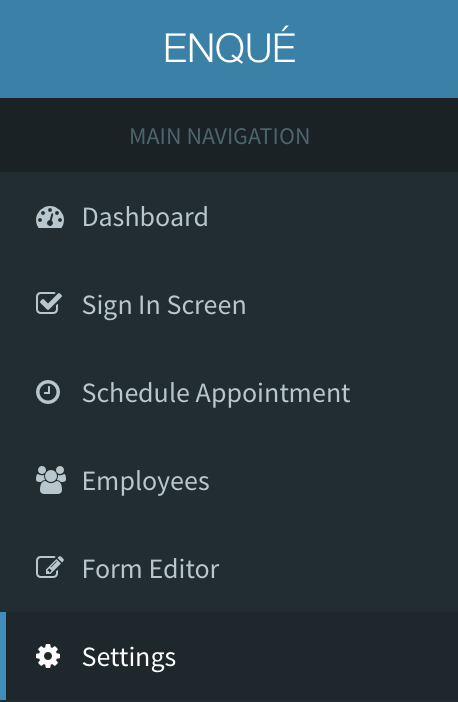 ENQUÉ
MAIN NAVIGATION
Dashboard
Sign In Screen
Schedule Appointment
Employees
Form Editor
Settings